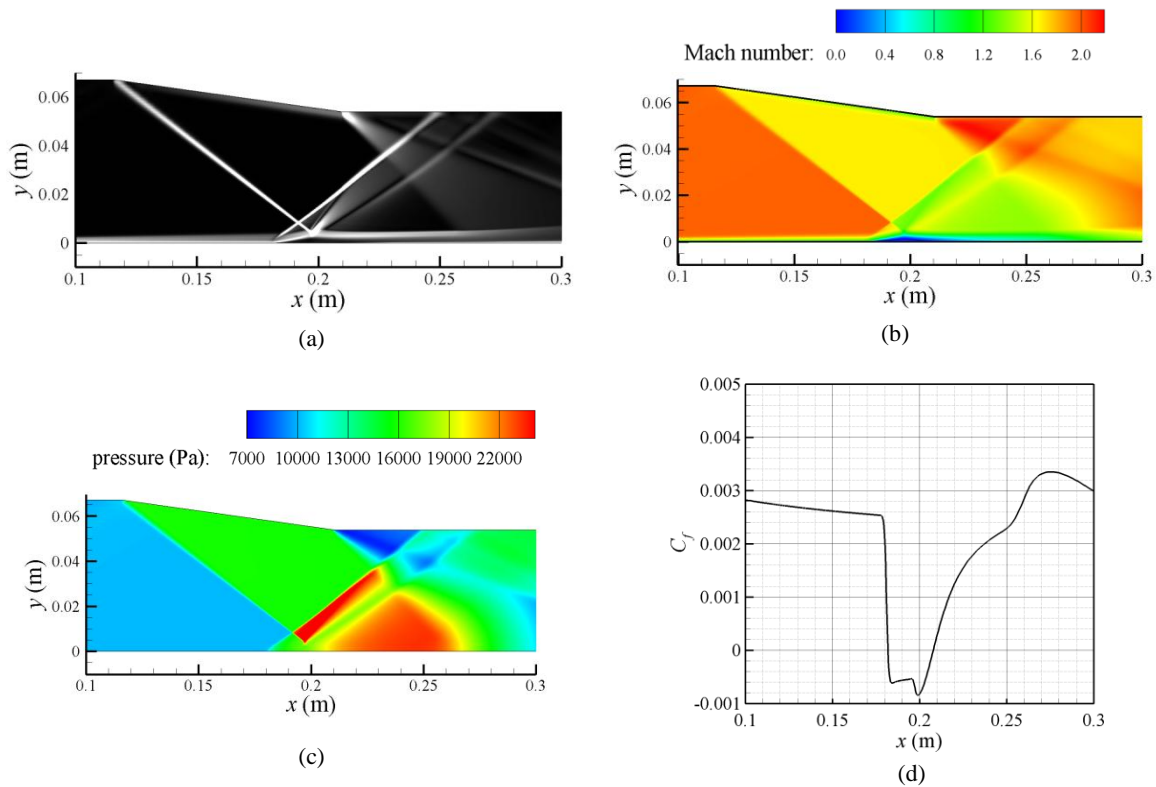 0.06
0.04
0.02
0
y (m)
0.1 0.15 0.2 0.25 0.3
x (m)
(a)
Mach number: 0.0 0.4 0.8 1.2 1.6 2.0
0.06
0.04
0.02
0
y (m)
0.1 0.15 0.2 0.25 0.3
x (m)
(b)
pressure (Pa): 7000 10000 13000 16000 19000 22000
0.06
0.04
0.02
0
y (m)
0.1 0.15 0.2 0.25 0.3
x (m)
(c)
0.005
0.004
0.003
0.002
0.001
0
-0.001
Cf
0.1 0.15 0.2 0.25 0.3
x (m)
(d)